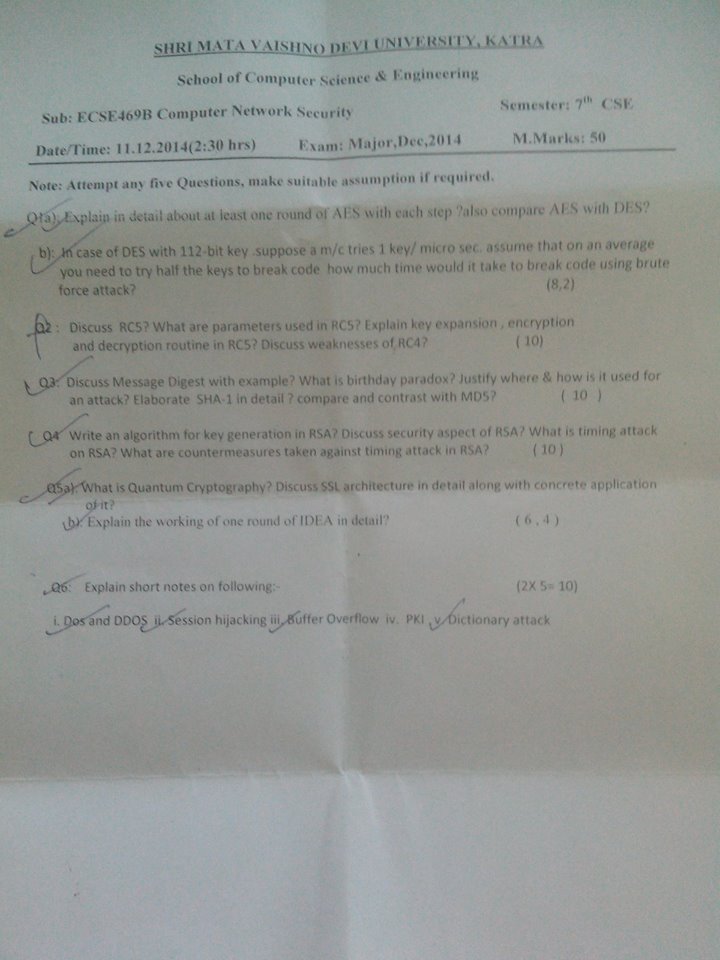 SHRI MATA VAISHNO DEVI UNIVERSITY, KATRA
School of Computer Science & Engineering
Sub: ECSE469B Computer Network Security Semester: 7th CSE
Date/Time: 11.12.2014(2:30 hrs) Exam: Major,Dec,2014 M.Marks: 50
Note: Attempt any five Questions, make suitable assumption if required.
Q1a): Explain in detail about at least one round of AES with each step ?also compare AES with DES?
b): In case of DES with 112-bit key .suppose a m/c tries 1 key/ micro sec. assume that on an average
you need to try half the keys to break code how much time would it take to break code using brute
force attack? (8,2)
Q2 : Discuss RC5? What are parameters used in RC5? Explain key expansion , encryption
and decryption routine in RC5? Discuss weaknesses of RC4? ( 10)
Q3: Discuss Message Digest with example? What is birthday paradox? Justify where & how is it used for
an attack? Elaborate SHA-1 in detail ? compare and contrast with MD5? ( 10 )
Q4 Write an algorithm for key generation in RSA? Discuss security aspect of RSA? What is timing attack
on RSA? What are countermeasures taken against timing attack in RSA? ( 10 )
Q5a): What is Quantum Cryptography? Discuss SSL architecture in detail along with concrete application
of it?
b): Explain the working of one round of IDEA in detail? ( 6 , 4 )
Q6: Explain short notes on following:- (2X 5= 10)
i. Dos and DDOS ii. Session hijacking iii. Buffer Overflow iv. PKI v. Dictionary attack